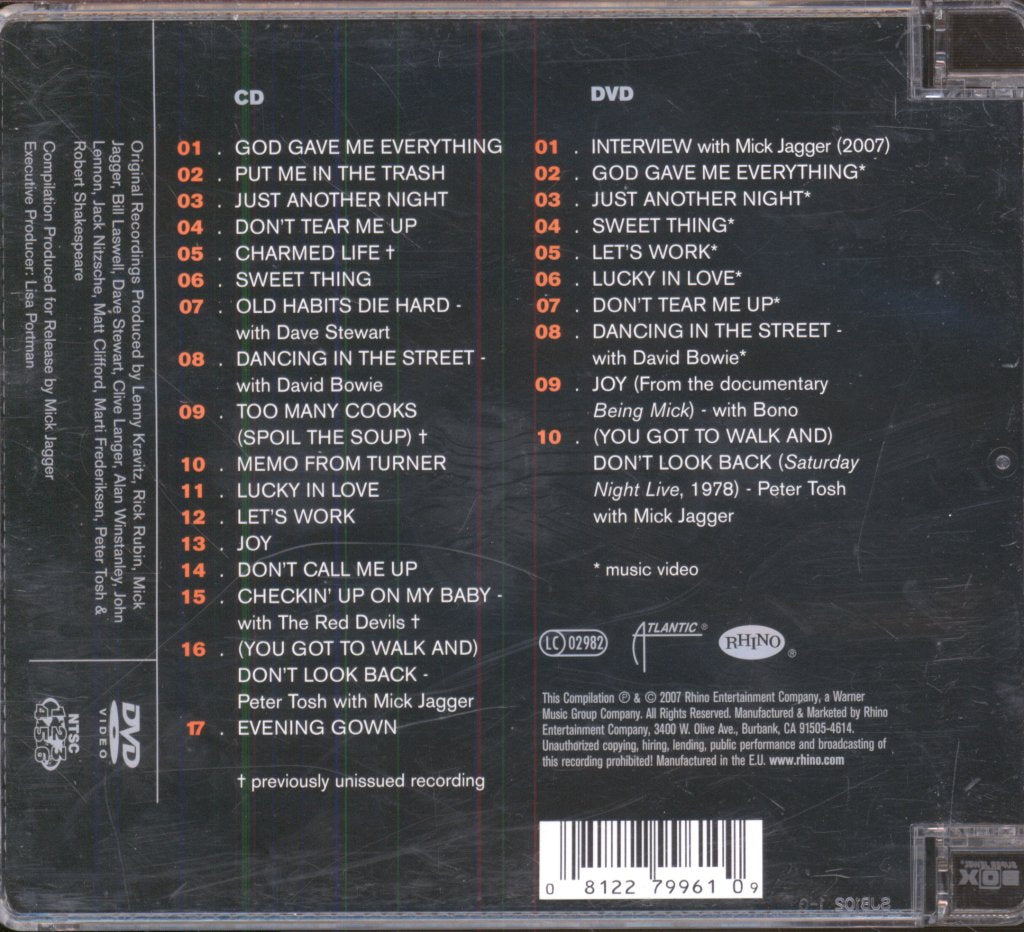 CD
01 . GOD GAVE ME EVERYTHING
02 . PUT ME IN THE TRASH
03 . JUST ANOTHER NIGHT
04 . DON'T TEAR ME UP
05 . CHARMED LIFE †
06 . SWEET THING
07 . OLD HABITS DIE HARD -
with Dave Stewart
08 . DANCING IN THE STREET -
with David Bowie
09 . TOO MANY COOKS
(SPOIL THE SOUP) †
10 . MEMO FROM TURNER
11 . LUCKY IN LOVE
12 . LET'S WORK
13 . JOY
14 . DON'T CALL ME UP
15 . CHECKIN' UP ON MY BABY -
with The Red Devils †
16 . (YOU GOT TO WALK AND)
DON'T LOOK BACK -
Peter Tosh with Mick Jagger
17 . EVENING GOWN
† previously unissued recording
DVD
01 . INTERVIEW with Mick Jagger (2007)
02 . GOD GAVE ME EVERYTHING*
03 . JUST ANOTHER NIGHT*
04 . SWEET THING*
05 . LET'S WORK*
06 . LUCKY IN LOVE*
07 . DON'T TEAR ME UP*
08 . DANCING IN THE STREET -
with David Bowie*
09 . JOY (From the documentary
Being Mick) - with Bono
10 . (YOU GOT TO WALK AND)
DON'T LOOK BACK (Saturday
Night Live, 1978) - Peter Tosh
with Mick Jagger
* music video
LC 02982
ATLANTIC ®
RHINO ®
This Compilation ℗ & © 2007 Rhino Entertainment Company, a Warner
Music Group Company. All Rights Reserved. Manufactured & Marketed by Rhino
Entertainment Company, 3400 W. Olive Ave., Burbank, CA 91505-4614.
Unauthorized copying, hiring, lending, public performance and broadcasting of
this recording prohibited! Manufactured in the E.U. www.rhino.com
0 81227 99610 9
Original Recordings Produced by Lenny Kravitz, Rick Rubin, Mick
Jagger, Bill Laswell, Dave Stewart, Clive Langer, Alan Winstanley, John
Lennon, Jack Nitzsche, Matt Clifford, Marti Frederiksen, Peter Tosh &
Robert Shakespeare
Compilation Produced for Release by Mick Jagger
Executive Producer: Lisa Portman
DVD
VIDEO
NTSC
1 2 3
4 5 6